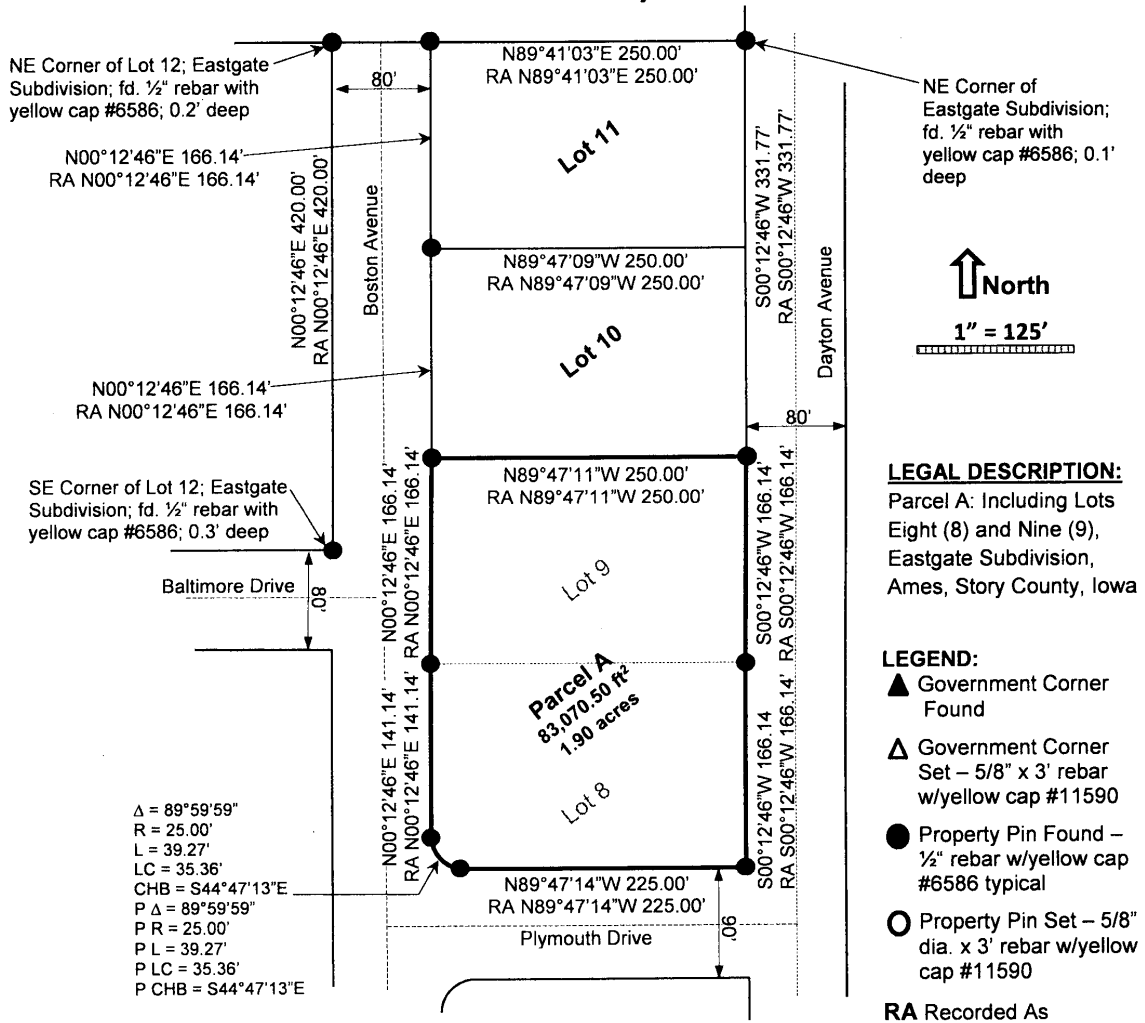 N89°41'03"E 250.00'
RA N89°41'03"E 250.00'
NE Corner of Lot 12; Eastgate
Subdivision; fd. ½" rebar with
yellow cap #6586; 0.2' deep
80'
NE Corner of
Eastgate Subdivision;
fd. ½" rebar with
yellow cap #6586; 0.1'
deep
N00°12'46"E 166.14'
RA N00°12'46"E 166.14'
N00°12'46"E 420.00'
RA N00°12'46"E 420.00'
Boston Avenue
Lot 11
S00°12'46"W 331.77'
RA S00°12'46"W 331.77'
Dayton Avenue
North
1" = 125'
N89°47'09"W 250.00'
RA N89°47'09"W 250.00'
Lot 10
N00°12'46"E 166.14'
RA N00°12'46"E 166.14'
80'
SE Corner of Lot 12; Eastgate
Subdivision; fd. ½" rebar with
yellow cap #6586; 0.3' deep
N89°47'11"W 250.00'
RA N89°47'11"W 250.00'
N00°12'46"E 166.14'
RA N00°12'46"E 166.14'
Lot 9
S00°12'46"W 166.14'
RA S00°12'46"W 166.14'
Baltimore Drive
80'
Parcel A
83,070.50 ft²
1.90 acres
N00°12'46"E 141.14'
RA N00°12'46"E 141.14'
Lot 8
S00°12'46"W 166.14
RA S00°12'46"W 166.14'
Δ = 89°59'59"
R = 25.00'
L = 39.27'
LC = 35.36'
CHB = S44°47'13"E
P Δ = 89°59'59"
P R = 25.00'
P L = 39.27'
P LC = 35.36'
P CHB = S44°47'13"E
N89°47'14"W 225.00'
RA N89°47'14"W 225.00'
Plymouth Drive
90'
LEGAL DESCRIPTION:
Parcel A: Including Lots
Eight (8) and Nine (9),
Eastgate Subdivision,
Ames, Story County, Iowa
LEGEND:
Government Corner
Found
Government Corner
Set – 5/8" x 3' rebar
w/yellow cap #11590
Property Pin Found –
½" rebar w/yellow cap
#6586 typical
Property Pin Set – 5/8"
dia. x 3' rebar w/yellow
cap #11590
RA Recorded As